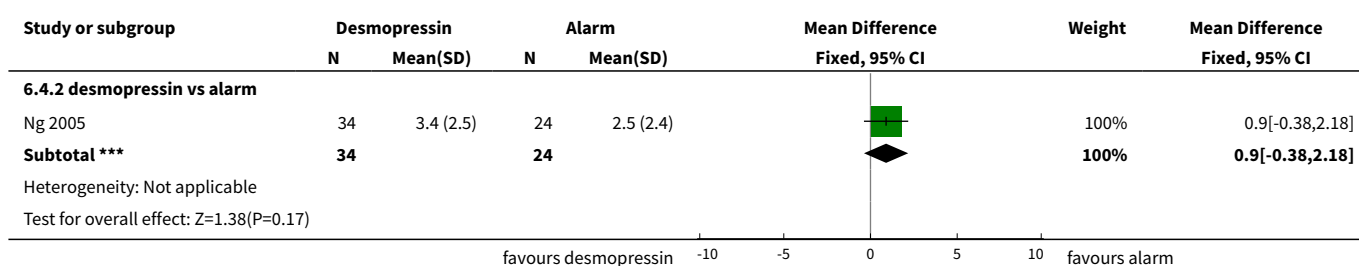 Study or subgroup Desmopressin Alarm Mean Difference Weight Mean Difference
N Mean(SD) N Mean(SD) Fixed, 95% CI Fixed, 95% CI
6.4.2 desmopressin vs alarm
Ng 2005 34 3.4 (2.5) 24 2.5 (2.4) 100% 0.9[-0.38,2.18]
Subtotal *** 34 24 100% 0.9[-0.38,2.18]
Heterogeneity: Not applicable
Test for overall effect: Z=1.38(P=0.17)
favours desmopressin -10 -5 0 5 10 favours alarm